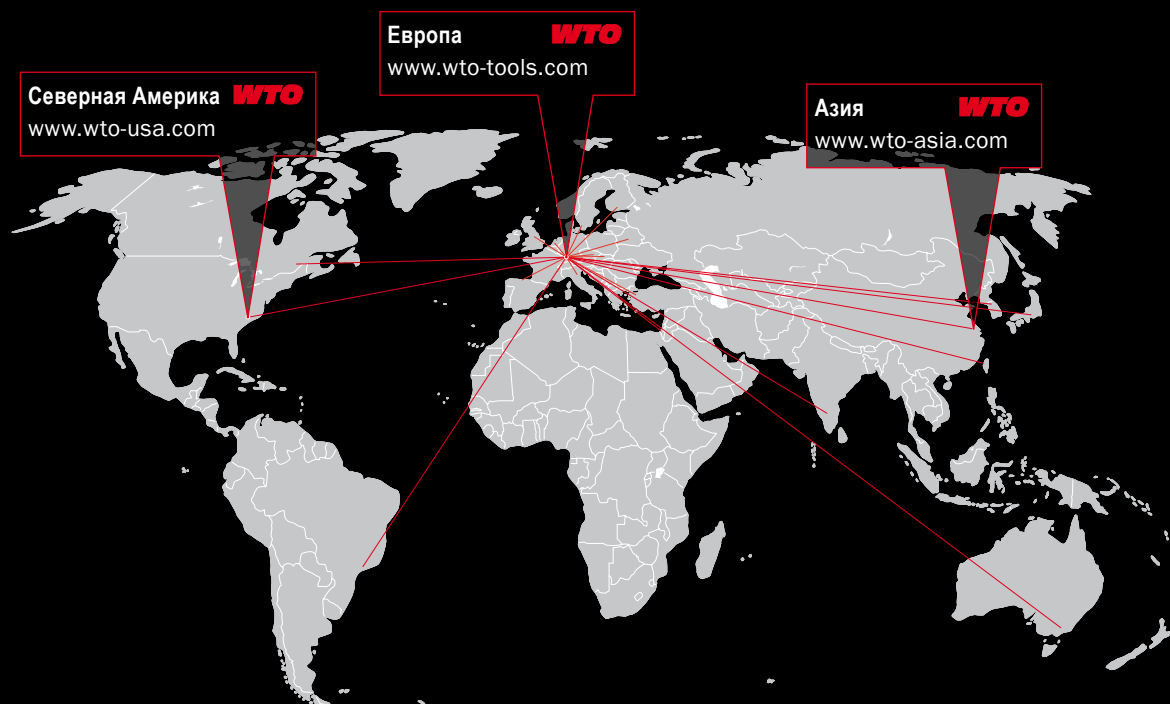 Европа WTO
www.wto-tools.com
Северная Америка WTO
www.wto-usa.com
Азия WTO
www.wto-asia.com